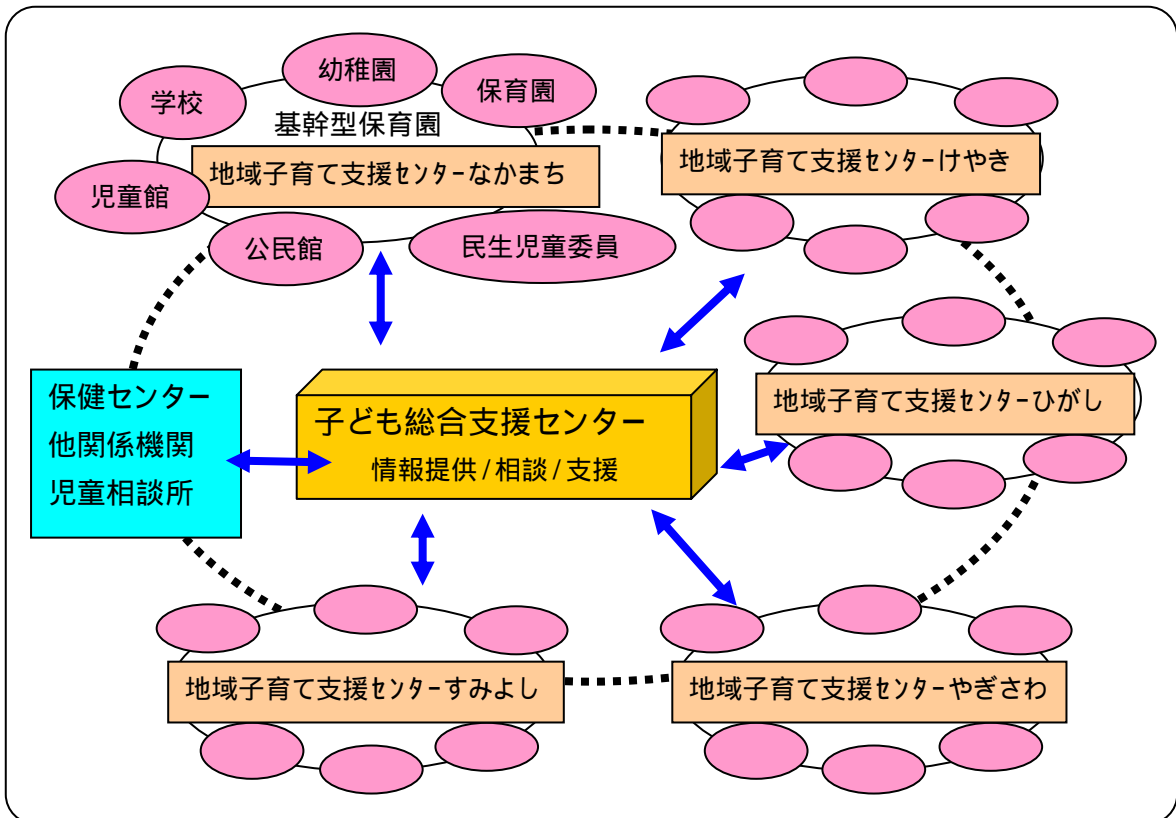 幼稚園
学校
保育園
基幹型保育園
地域子育て支援ｾﾝﾀｰなかまち
児童館
公民館
民生児童委員
地域子育て支援ｾﾝﾀｰけやき
地域子育て支援ｾﾝﾀｰひがし
保健センター
他関係機関
児童相談所
子ども総合支援センター
情報提供/相談/支援
地域子育て支援ｾﾝﾀｰすみよし
地域子育て支援ｾﾝﾀｰやぎさわ